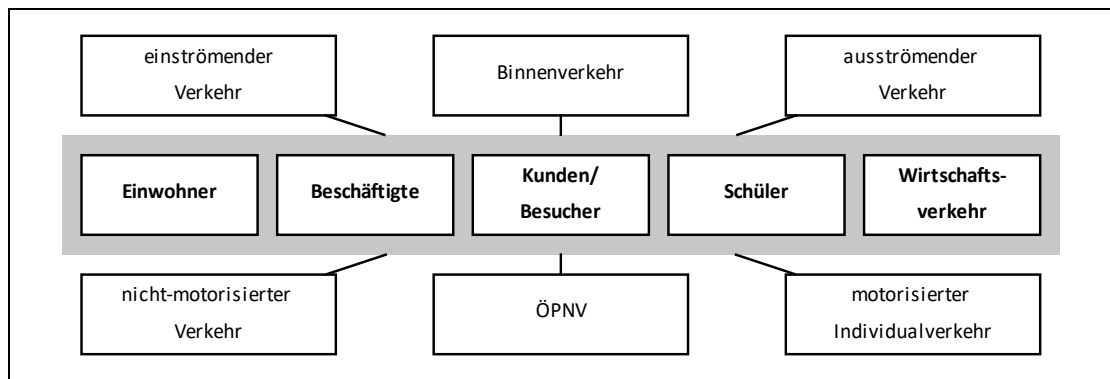 einströmender
Verkehr
Binnenverkehr
ausströmender
Verkehr
Einwohner
Beschäftigte
Kunden/
Besucher
Schüler
Wirtschafts-
verkehr
nicht-motorisierter
Verkehr
ÖPNV
motorisierter
Individualverkehr